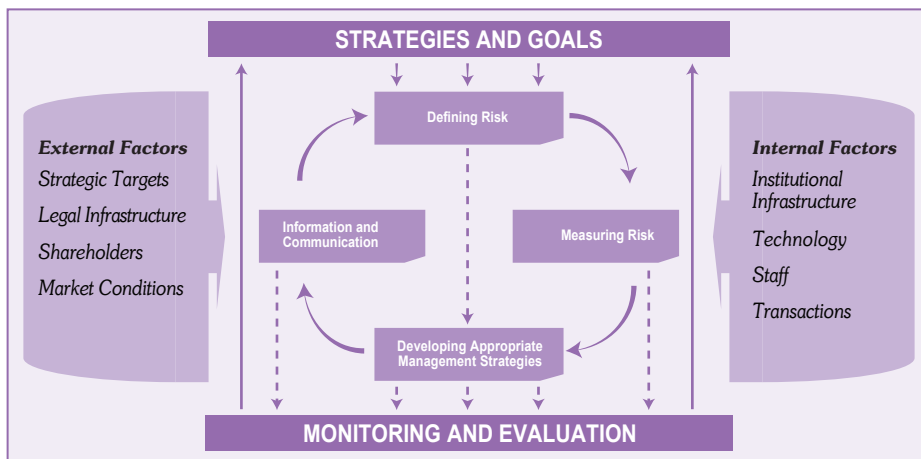 STRATEGIES AND GOALS
External Factors
Strategic Targets
Legal Infrastructure
Shareholders
Market Conditions
Defining Risk
Information and
Communication
Measuring Risk
Developing Appropriate
Management Strategies
Internal Factors
Institutional
Infrastructure
Technology
Staff
Transactions
MONITORING AND EVALUATION